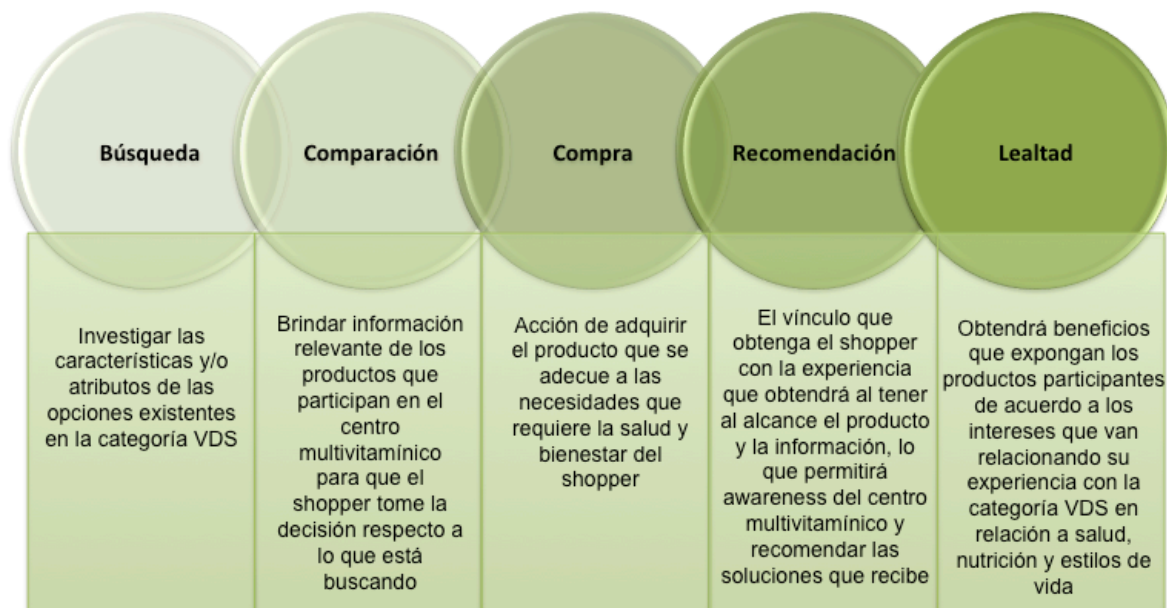 Búsqueda
Comparación
Compra
Recomendación
Lealtad
Investigar las
características y/o
atributos de las
opciones existentes
en la categoría VDS
Brindar información
relevante de los
productos que
participan en el
centro
multivitamínico
para que el
shopper tome la
decisión respecto a
lo que está
buscando
Acción de adquirir
el producto que se
adecue a las
necesidades que
requiere la salud y
bienestar del
shopper
El vínculo que
obtenga el shopper
con la experiencia
que obtendrá al tener
al alcance el producto
y la información, lo
que permitirá
awareness del centro
multivitamínico y
recomendar las
soluciones que recibe
Obtendrá beneficios
que expongan los
productos participantes
de acuerdo a los
intereses que van
relacionando su
experiencia con la
categoría VDS en
relación a salud,
nutrición y estilos de
vida